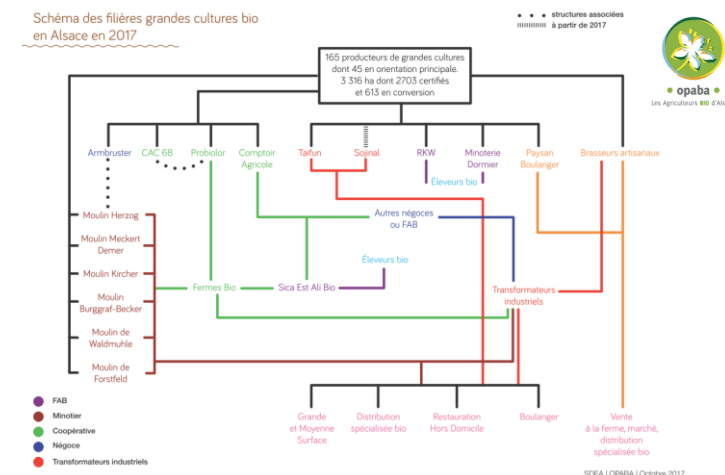 Schéma des filières grandes cultures bio
en Alsace en 2017
structures associées
à partir de 2017
opaba
Les Agriculteurs BIO d'Als
165 producteurs de grandes cultures
dont 45 en orientation principale.
3 316 ha dont 2703 certifiés
et 613 en conversion
Armbruster
CAC 68
Probiolor
Comptoir
Agricole
Taifun
Sojinal
RKW
Minoterie
Dormier
Paysan
Boulanger
Brasseurs artisanaux
Éleveurs bio
Moulin Herzog
Moulin Meckert
Demer
Moulin Kircher
Moulin
Burggraf-Becker
Moulin de
Waldmuhle
Moulin de
Forstfeld
Autres négoces
ou FAB
Éleveurs bio
Fermes Bio
Sica Est Ali Bio
Transformateurs
industriels
FAB
Minotier
Coopérative
Négoce
Transformateurs industriels
Grande
et Moyenne
Surface
Distribution
spécialisée bio
Restauration
Hors Domicile
Boulanger
Vente
à la ferme, marché,
distribution
spécialisée bio
SDEA | OPABA | Octobre 2017